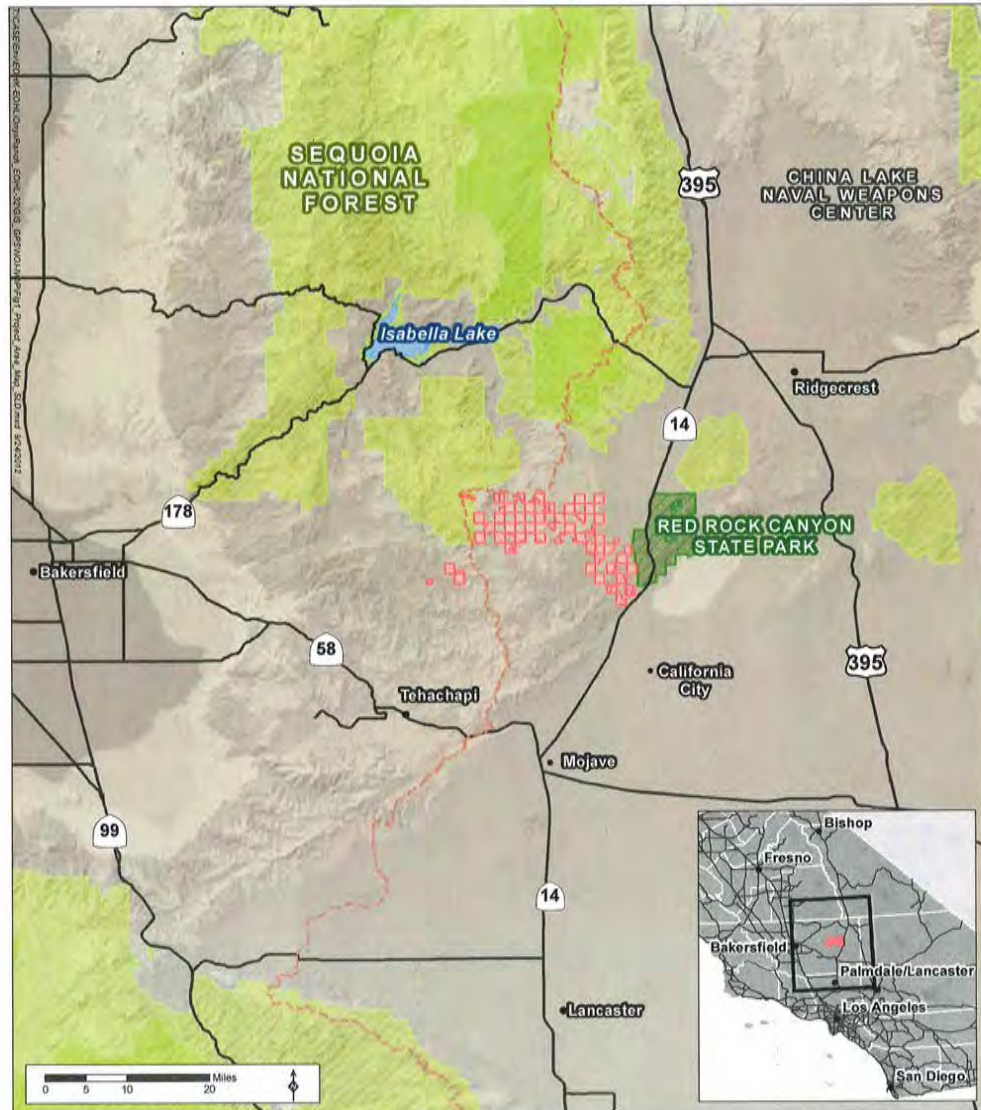 SEQUOIA
NATIONAL
FOREST
395
CHINA LAKE
NAVAL WEAPONS
CENTER
Isabella Lake
Ridgecrest
14
178
RED ROCK CANYON
STATE PARK
Bakersfield
58
395
California
City
Tehachapi
Mojave
99
14
Lancaster
Bishop
Fresno
Bakersfield
Palmdale/Lancaster
Los Angeles
San Diego
Miles
0 5 10 20